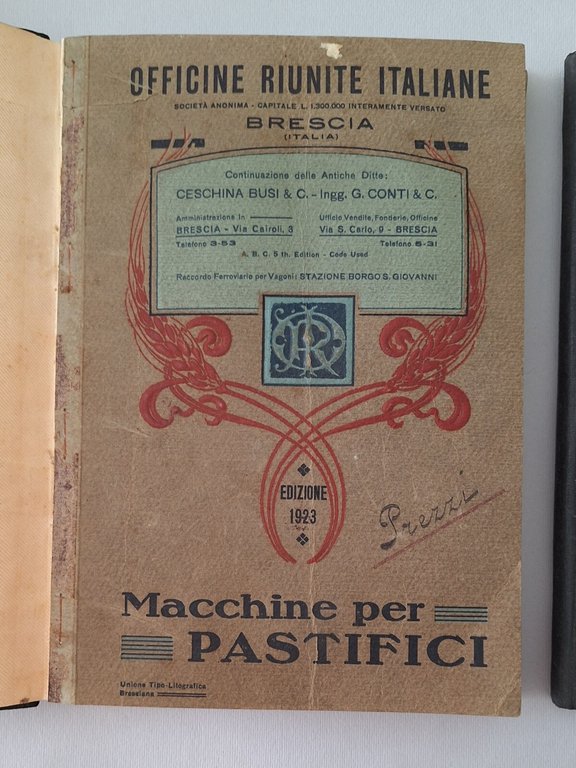 OFFICINE RIUNITE ITALIANE
SOCIETÀ ANONIMA - CAPITALE L. 1.300.000 INTERAMENTE VERSATO
BRESCIA
(ITALIA)
Continuazione delle Antiche Ditte:
CESCHINA BUSI & C. - Ingg. G. CONTI & C.
Amministrazione in
BRESCIA - Via Cairoli, 3
Telefono 3-53
Ufficio Vendite, Fonderie, Officine
Via S. Carlo, 9 - BRESCIA
Telefono 5-31
A. B. C. 5 th. Edition - Code Used
Raccordo Ferroviario per Vagoni: STAZIONE BORGO S. GIOVANNI
EDIZIONE
1923
Prezzi
Macchine per
PASTIFICI
Unione Tipo-Litografica
Bresciana